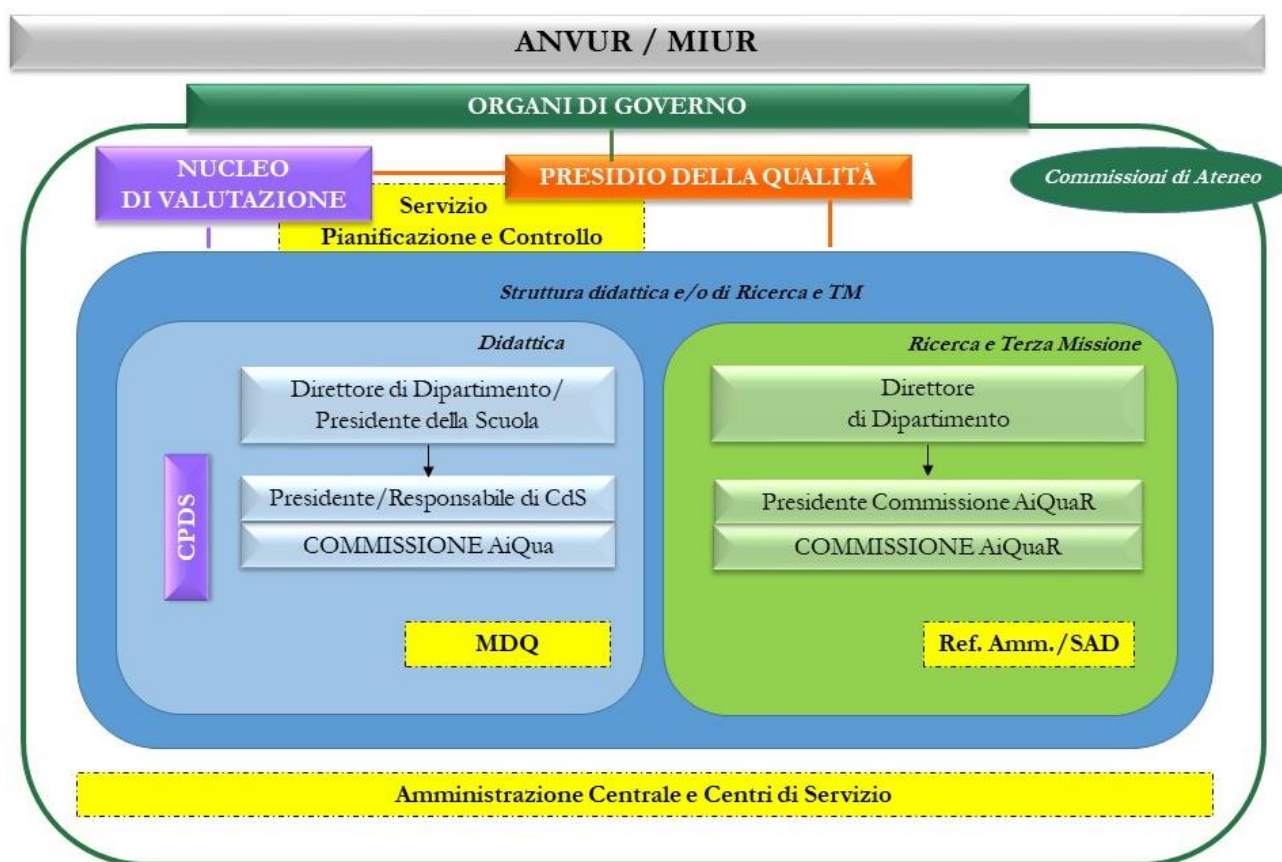 ANVUR / MIUR
ORGANI DI GOVERNO
NUCLEO
DI VALUTAZIONE
PRESIDIO DELLA QUALITÀ
Commissioni di Ateneo
Servizio
Pianificazione e Controllo
Struttura didattica e/o di Ricerca e TM
Didattica
Direttore di Dipartimento/
Presidente della Scuola
Presidente/Responsabile di CdS
COMMISSIONE AiQua
CPDS
MDQ
Ricerca e Terza Missione
Direttore
di Dipartimento
Presidente Commissione AiQuaR
COMMISSIONE AiQuaR
Ref. Amm./SAD
Amministrazione Centrale e Centri di Servizio